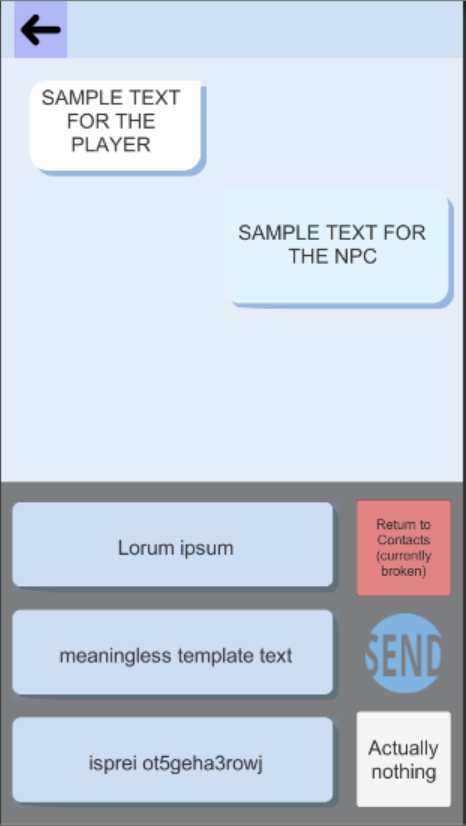 SAMPLE TEXT
FOR THE
PLAYER
SAMPLE TEXT FOR
THE NPC
Lorum ipsum
Return to
Contacts
(currently
broken)
meaningless template text
SEND
isprei ot5geha3rowj
Actually
nothing